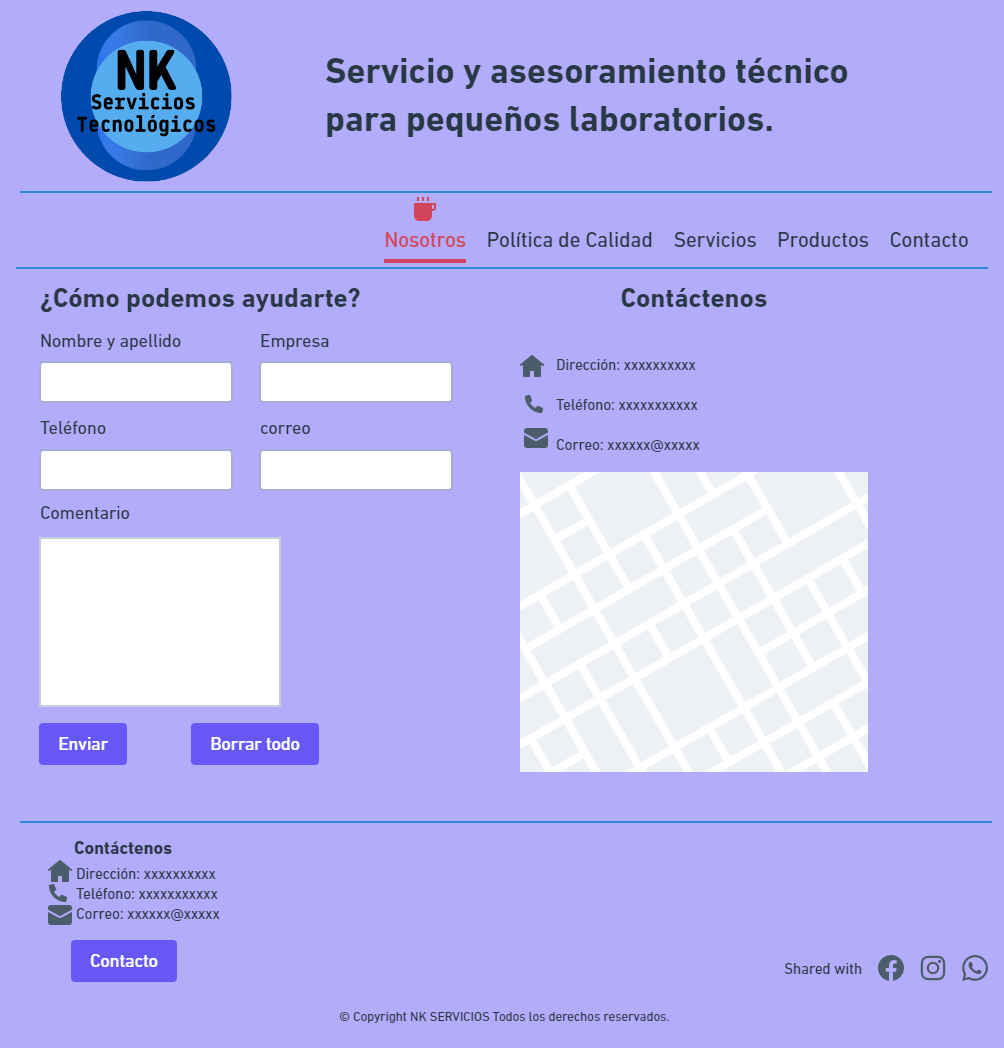 NK
Servicios
Tecnológicos
Servicio y asesoramiento técnico
para pequeños laboratorios.
Nosotros Política de Calidad Servicios Productos Contacto
¿Cómo podemos ayudarte?
Nombre y apellido Empresa
Teléfono correo
Comentario
Enviar Borrar todo
Contáctenos
Dirección: xxxxxxxxxx
Teléfono: xxxxxxxxxxx
Correo: xxxxxx@xxxxx
Contáctenos
Dirección: xxxxxxxxxx
Teléfono: xxxxxxxxxxx
Correo: xxxxxx@xxxxx
Contacto
Shared with
© Copyright NK SERVICIOS Todos los derechos reservados.